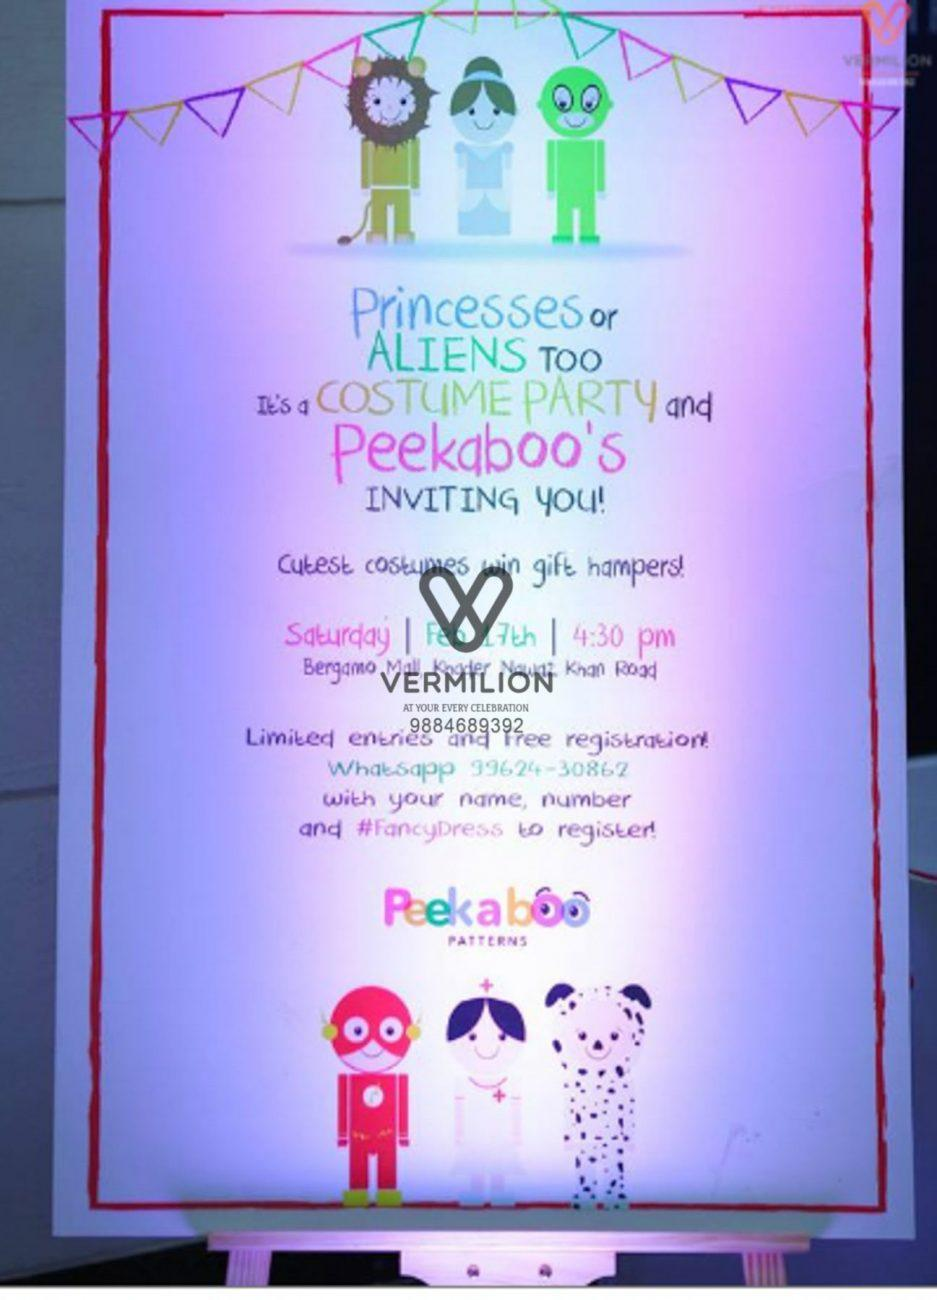 VERMILION
Princesses or
ALIENS TOO
It's a COSTUME PARTY and
Peekaboo's
INVITING YOU!
Cutest costumes win gift hampers!
Saturday | Feb 17th | 4:30 pm
Bergamo Mall Khader Nawaz Khan Road
VERMILION
AT YOUR EVERY CELEBRATION
9884689392
Limited entries and free registration!
Whatsapp 99624-30862
with your name, number
and #FancyDress to register!
Peekaboo
PATTERNS